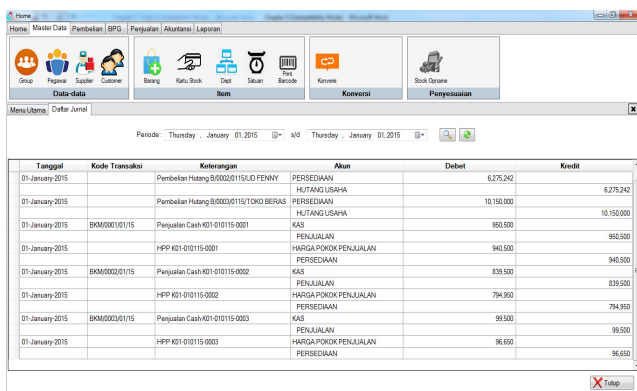 Home
Home Master Data Pembelian BPG Penjualan Akuntansi Laporan
Group Pegawai Supplier Customer Barang Kartu Stock Dept Satuan Print Barcode Konversi Stock Opname
Data-data Item Konversi Penyesuaian
Menu Utama Daftar Jurnal
Periode : Thursday , January 01, 2015 s/d Thursday , January 01, 2015
Tanggal Kode Transaksi Keterangan Akun Debet Kredit
01-January-2015 Pembelian Hutang B/0002/0115/UD FENNY PERSEDIAAN 6,275,242
HUTANG USAHA 6,275,242
01-January-2015 Pembelian Hutang B/0003/0115/TOKO BERAS PERSEDIAAN 10,150,000
HUTANG USAHA 10,150,000
01-January-2015 BKM/0001/01/15 Penjualan Cash K01-010115-0001 KAS 950,500
PENJUALAN 950,500
01-January-2015 HPP K01-010115-0001 HARGA POKOK PENJUALAN 940,500
PERSEDIAAN 940,500
01-January-2015 BKM/0002/01/15 Penjualan Cash K01-010115-0002 KAS 839,500
PENJUALAN 839,500
01-January-2015 HPP K01-010115-0002 HARGA POKOK PENJUALAN 794,950
PERSEDIAAN 794,950
01-January-2015 BKM/0003/01/15 Penjualan Cash K01-010115-0003 KAS 99,500
PENJUALAN 99,500
01-January-2015 HPP K01-010115-0003 HARGA POKOK PENJUALAN 96,650
PERSEDIAAN 96,650
Tutup